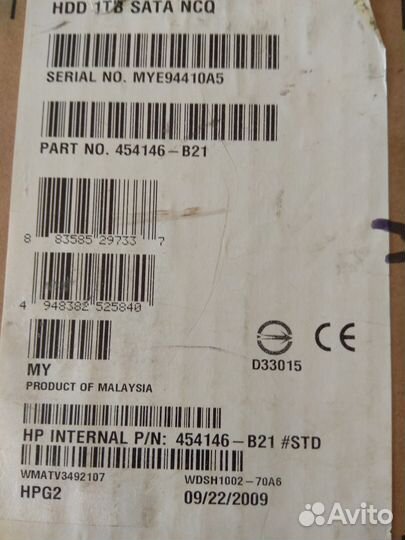 HDD 1TB SATA NCQ
SERIAL NO. MYE94410A5
PART NO. 454146-B21
8 83585 29733 7
4 948382 525840
MY
PRODUCT OF MALAYSIA
D33015
CE
HP INTERNAL P/N: 454146-B21 #STD
WMATV3492107 WDSH1002-70A6
HPG2 09/22/2009
Avito